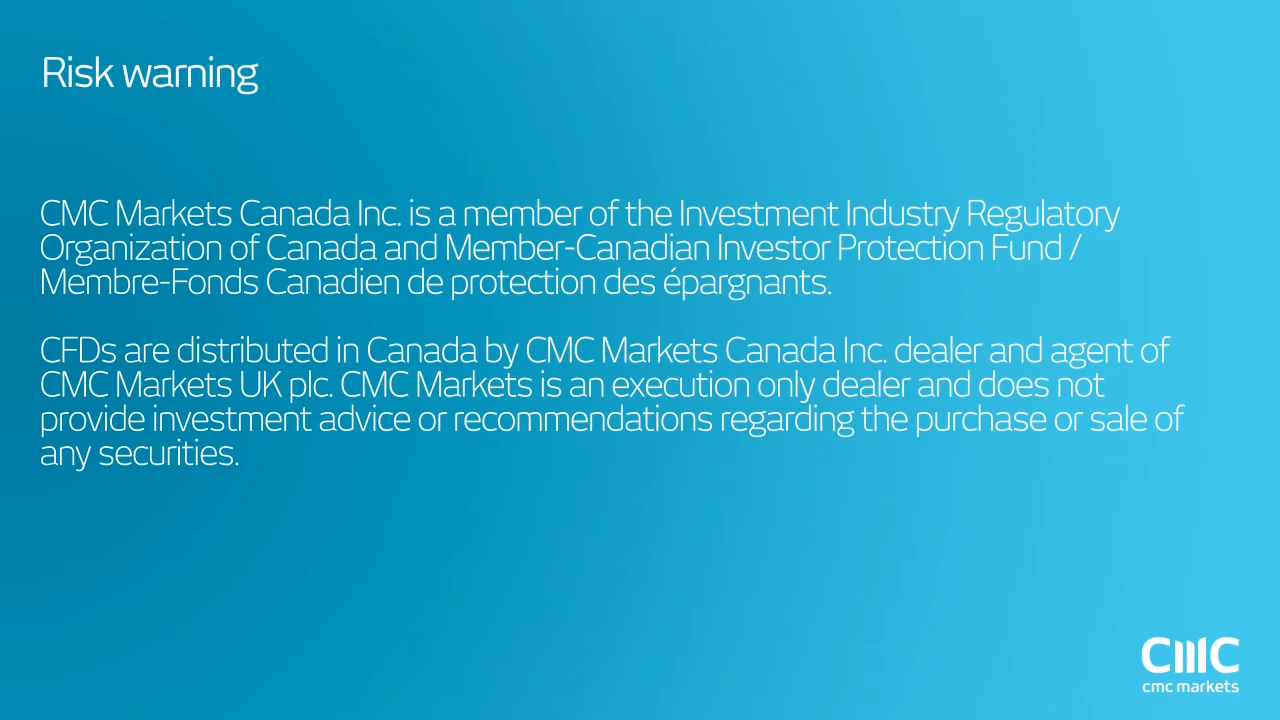 Risk warning
CMC Markets Canada Inc. is a member of the Investment Industry Regulatory
Organization of Canada and Member-Canadian Investor Protection Fund /
Membre-Fonds Canadien de protection des épargnants.
CFDs are distributed in Canada by CMC Markets Canada Inc. dealer and agent of
CMC Markets UK plc. CMC Markets is an execution only dealer and does not
provide investment advice or recommendations regarding the purchase or sale of
any securities.
CMC
cmc markets